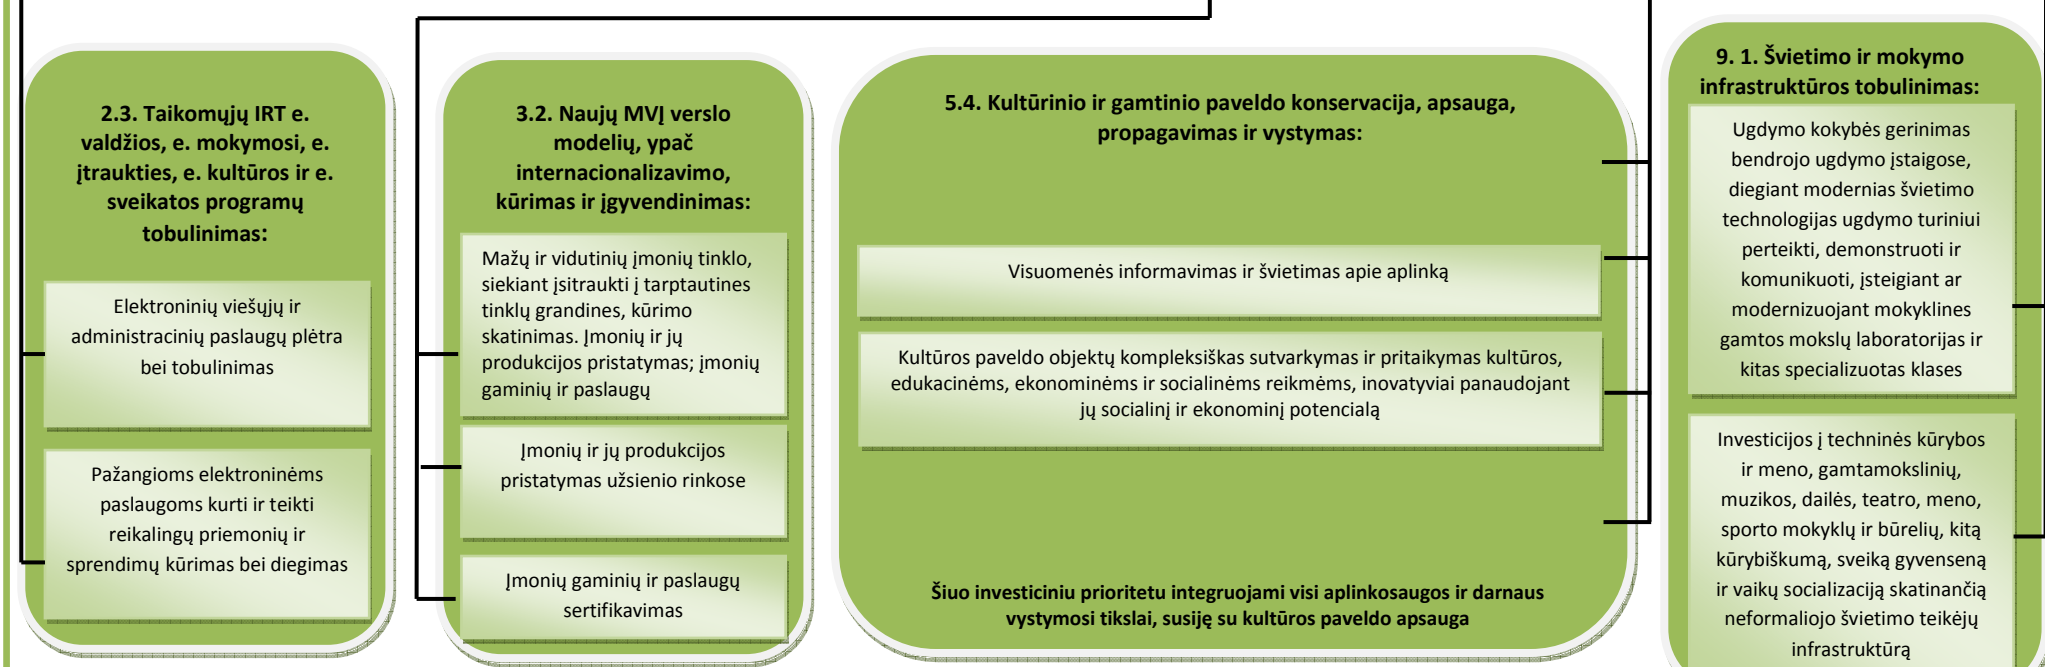 2.3. Taikomųjų IRT e.
valdžios, e. mokymosi, e.
įtraukties, e. kultūros ir e.
sveikatos programų
tobulinimas:
Elektroninių viešųjų ir
administracinių paslaugų plėtra
bei tobulinimas
Pažangioms elektroninėms
paslaugoms kurti ir teikti
reikalingų priemonių ir
sprendimų kūrimas bei diegimas
3.2. Naujų MVĮ verslo
modelių, ypač
internacionalizavimo,
kūrimas ir įgyvendinimas:
Mažų ir vidutinių įmonių tinklo,
siekiant įsitraukti į tarptautines
tinklų grandines, kūrimo
skatinimas. Įmonių ir jų
produkcijos pristatymas; įmonių
gaminių ir paslaugų
Įmonių ir jų produkcijos
pristatymas užsienio rinkose
Įmonių gaminių ir paslaugų
sertifikavimas
5.4. Kultūrinio ir gamtinio paveldo konservacija, apsauga,
propagavimas ir vystymas:
Visuomenės informavimas ir švietimas apie aplinką
Kultūros paveldo objektų kompleksiškas sutvarkymas ir pritaikymas kultūros,
edukacinėms, ekonominėms ir socialinėms reikmėms, inovatyviai panaudojant
jų socialinį ir ekonominį potencialą
Šiuo investiciniu prioritetu integruojami visi aplinkosaugos ir darnaus
vystymosi tikslai, susiję su kultūros paveldo apsauga
9. 1. Švietimo ir mokymo
infrastruktūros tobulinimas:
Ugdymo kokybės gerinimas
bendrojo ugdymo įstaigose,
diegiant modernias švietimo
technologijas ugdymo turiniui
perteikti, demonstruoti ir
komunikuoti, įsteigiant ar
modernizuojant mokyklines
gamtos mokslų laboratorijas ir
kitas specializuotas klases
Investicijos į techninės kūrybos
ir meno, gamtamokslinių,
muzikos, dailės, teatro, meno,
sporto mokyklų ir būrelių, kitą
kūrybiškumą, sveiką gyvenseną
ir vaikų socializaciją skatinančią
neformaliojo švietimo teikėjų
infrastruktūrą